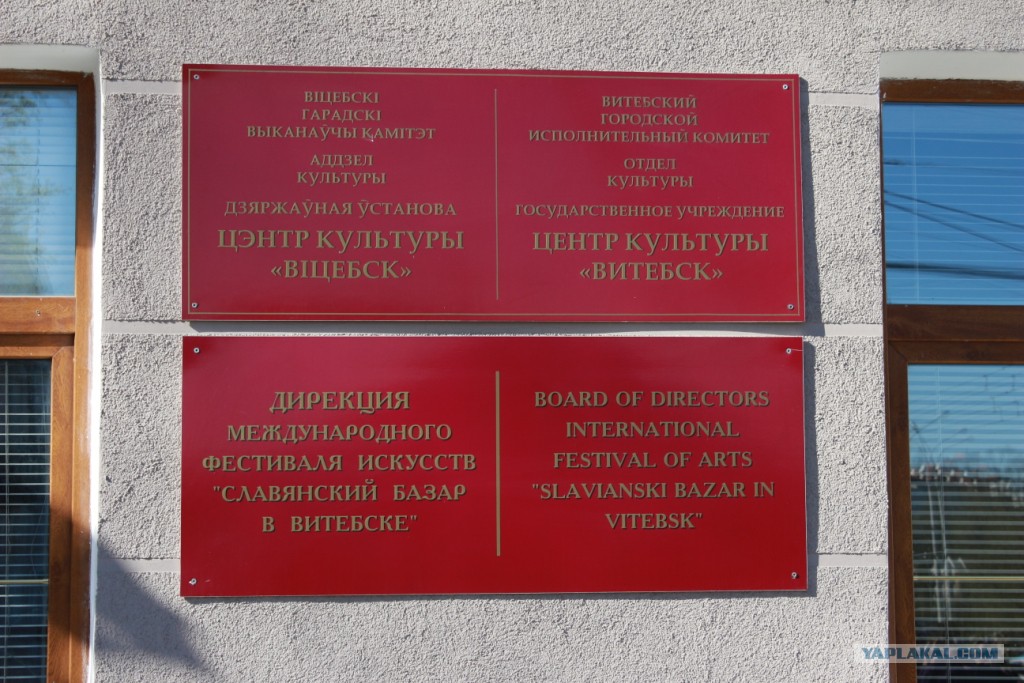 ВІЦЕБСКІ
ГАРАДСКІ
ВЫКАНАЎЧЫ КАМІТЭТ
АДДЗЕЛ
КУЛЬТУРЫ
ДЗЯРЖАЎНАЯ ЎСТАНОВА
ЦЭНТР КУЛЬТУРЫ
«ВІЦЕБСК»
ВИТЕБСКИЙ
ГОРОДСКОЙ
ИСПОЛНИТЕЛЬНЫЙ КОМИТЕТ
ОТДЕЛ
КУЛЬТУРЫ
ГОСУДАРСТВЕННОЕ УЧРЕЖДЕНИЕ
ЦЕНТР КУЛЬТУРЫ
«ВИТЕБСК»
ДИРЕКЦИЯ
МЕЖДУНАРОДНОГО
ФЕСТИВАЛЯ ИСКУССТВ
"СЛАВЯНСКИЙ БАЗАР
В ВИТЕБСКЕ"
BOARD OF DIRECTORS
INTERNATIONAL
FESTIVAL OF ARTS
"SLAVIANSKI BAZAR IN
VITEBSK"
YAPLAKAL.COM